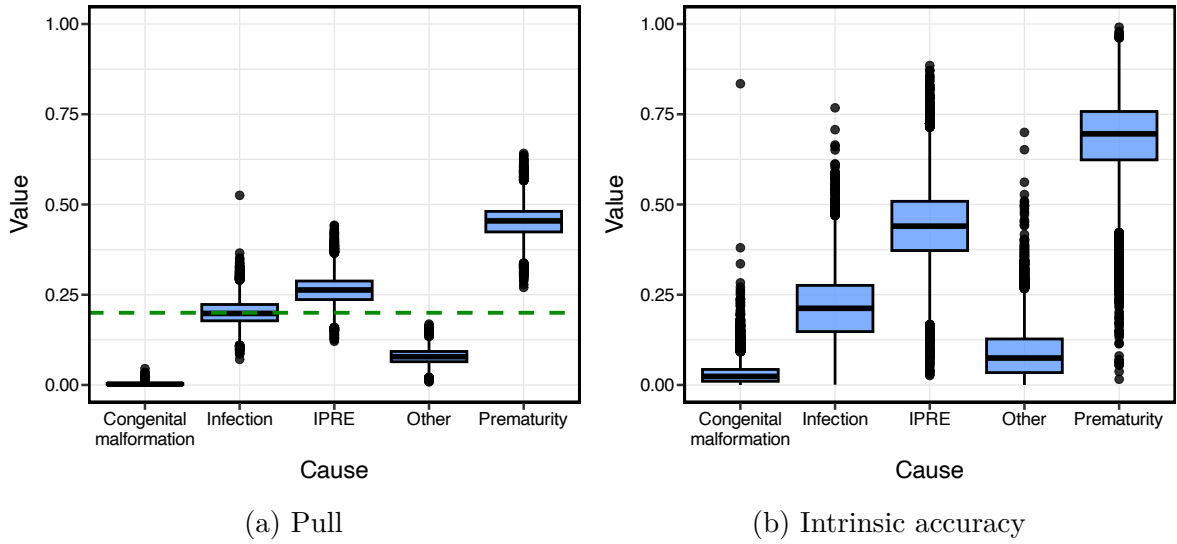 1.00
0.75
0.50
0.25
0.00
Value
Congenital
malformation
Infection
IPRE
Other
Prematurity
Cause
(a) Pull
1.00
0.75
0.50
0.25
0.00
Value
Congenital
malformation
Infection
IPRE
Other
Prematurity
Cause
(b) Intrinsic accuracy